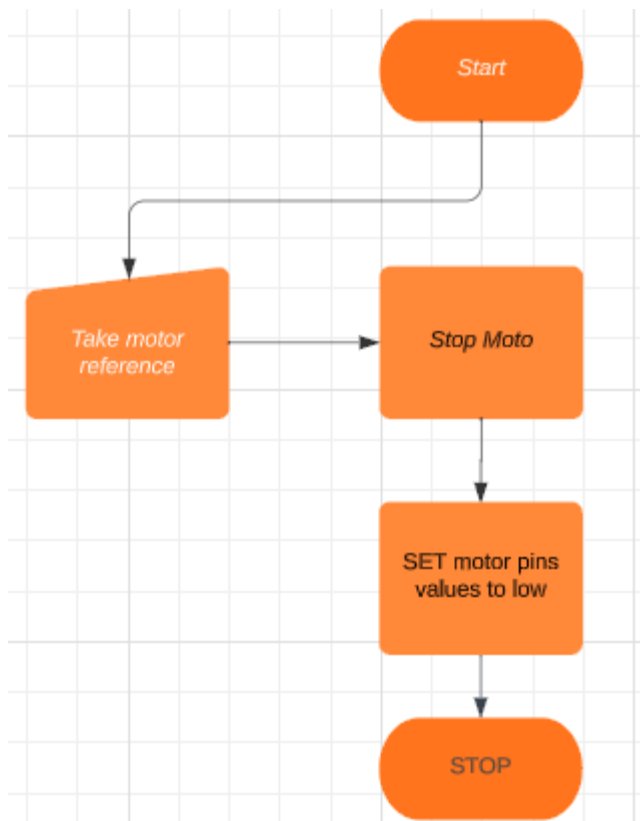 Start
Take motor
reference
Stop Moto
SET motor pins
values to low
STOP